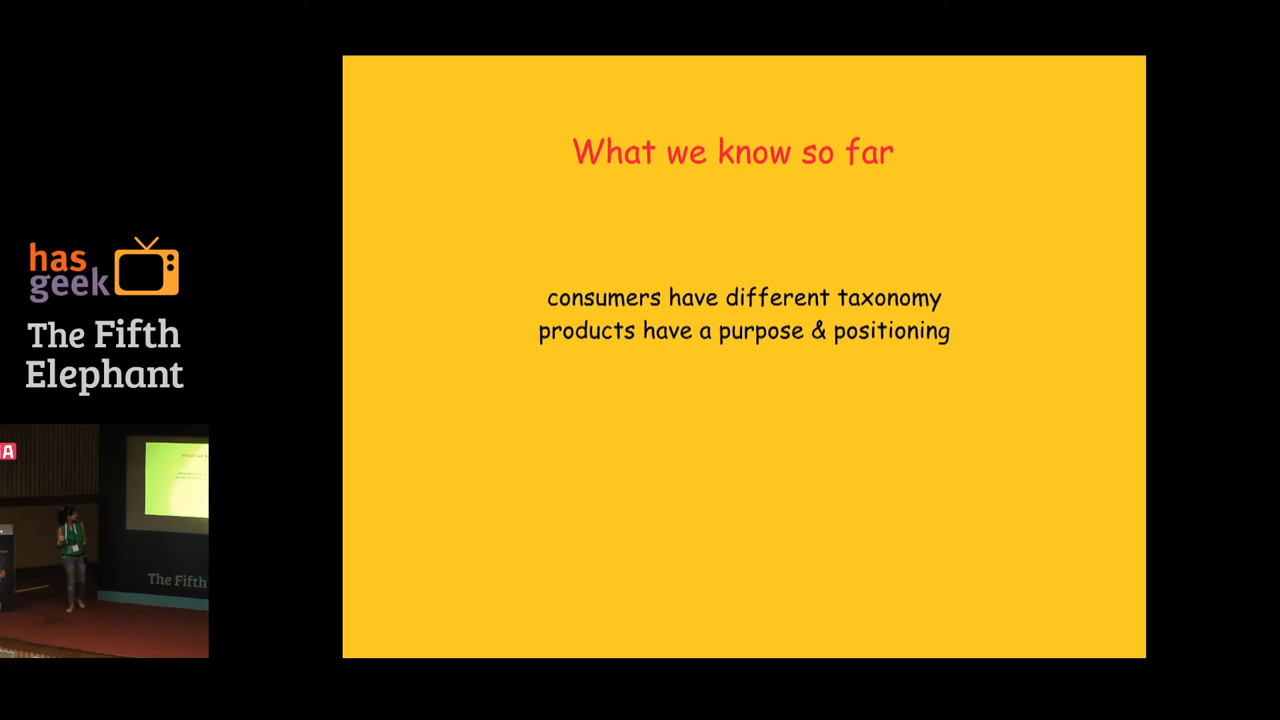 What we know so far
consumers have different taxonomy
products have a purpose & positioning
has
geek
The Fifth
Elephant
The Fifth